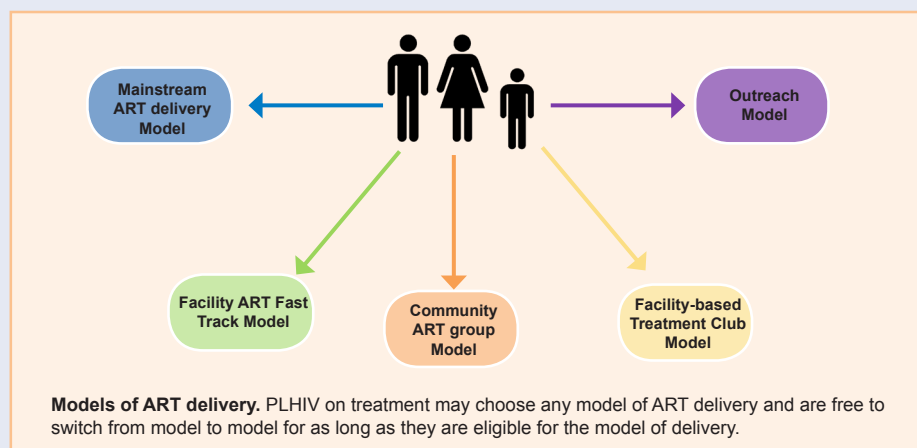 Mainstream
ART delivery
Model
Outreach
Model
Facility ART Fast
Track Model
Community
ART group
Model
Facility-based
Treatment Club
Model
Models of ART delivery. PLHIV on treatment may choose any model of ART delivery and are free to
switch from model to model for as long as they are eligible for the model of delivery.